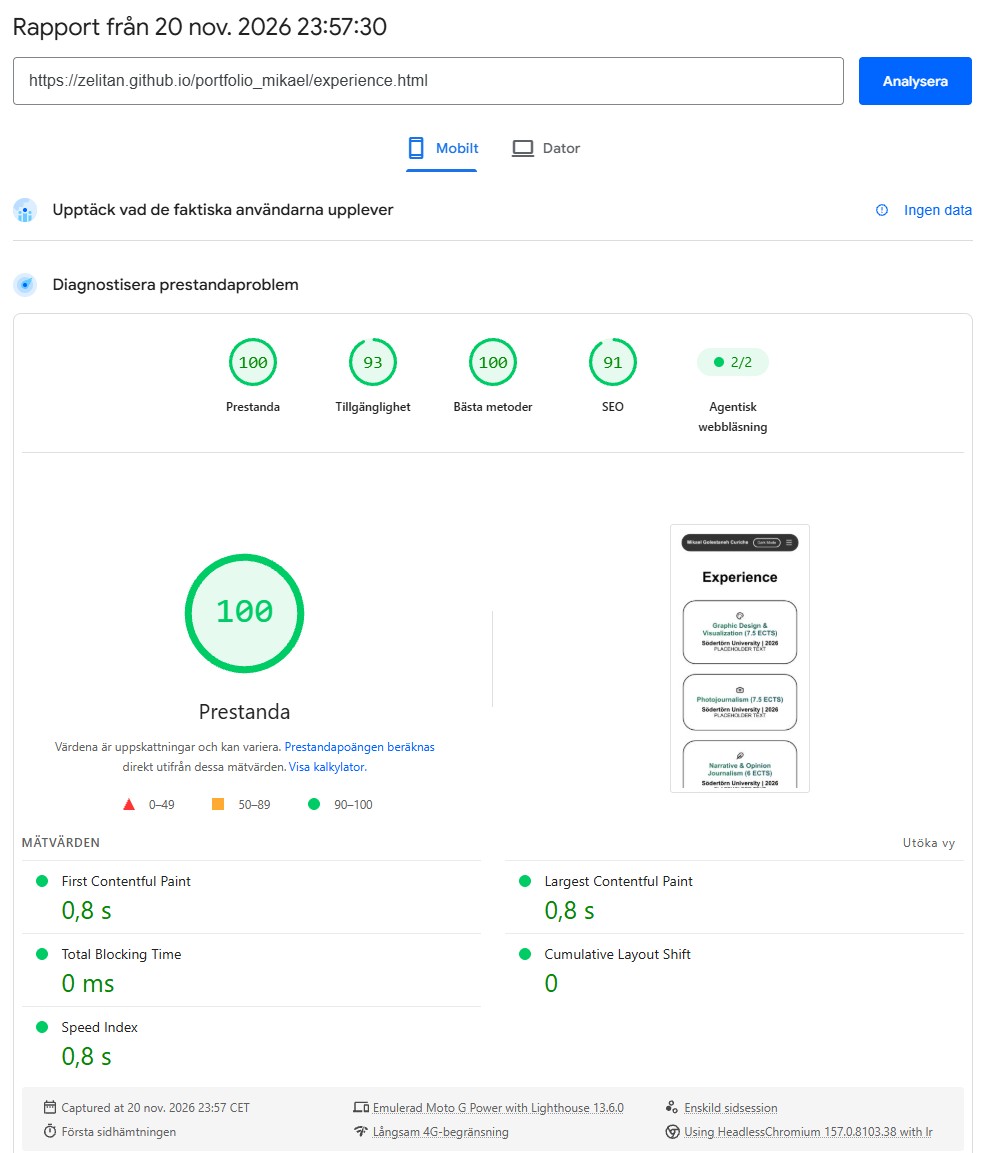 Rapport från 20 nov. 2026 23:57:30
https://zelitan.github.io/portfolio_mikael/experience.html
Analysera
Mobilt
Dator
Upptäck vad de faktiska användarna upplever
Ingen data
Diagnostisera prestandaproblem
100
93
100
91
2/2
Prestanda
Tillgänglighet
Bästa metoder
SEO
Agentisk
webbläsning
100
Prestanda
Värdena är uppskattningar och kan variera. Prestandapoängen beräknas
direkt utifrån dessa mätvärden. Visa kalkylator.
0–49
50–89
90–100
Mikael Golestaneh Curiche
Dark Mode
Experience
Graphic Design &
Visualization (7.5 ECTS)
Södertörn University | 2026
PLACEHOLDER TEXT
Photojournalism (7.5 ECTS)
Södertörn University | 2026
PLACEHOLDER TEXT
Narrative & Opinion
Journalism (6 ECTS)
Södertörn University | 2026
MÄTVÄRDEN
Utöka vy
First Contentful Paint
0,8 s
Largest Contentful Paint
0,8 s
Total Blocking Time
0 ms
Cumulative Layout Shift
0
Speed Index
0,8 s
Captured at 20 nov. 2026 23:57 CET
Emulerad Moto G Power with Lighthouse 13.6.0
Enskild sidsession
Första sidhämtningen
Långsam 4G-begränsning
Using HeadlessChromium 157.0.8103.38 with lr